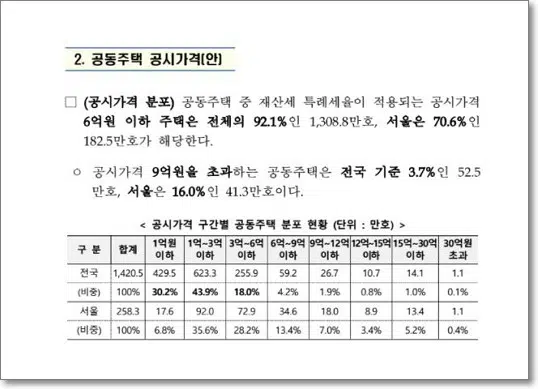 2. 공동주택 공시가격(안)
□ (공시가격 분포) 공동주택 중 재산세 특례세율이 적용되는 공시가격
6억원 이하 주택은 전체의 92.1%인 1,308.8만호, 서울은 70.6%인
182.5만호가 해당한다.
ㅇ 공시가격 9억원을 초과하는 공동주택은 전국 기준 3.7%인 52.5
만호, 서울은 16.0%인 41.3만호이다.
< 공시가격 구간별 공동주택 분포 현황 (단위 : 만호) >
구 분 합계 1억원 이하 1억~3억 이하 3억~6억 이하 6억~9억 이하 9억~12억 이하 12억~15억 이하 15억~30억 이하 30억원 초과
전국 1,420.5 429.5 623.3 255.9 59.2 26.7 10.7 14.1 1.1
(비중) 100% 30.2% 43.9% 18.0% 4.2% 1.9% 0.8% 1.0% 0.1%
서울 258.3 17.6 92.0 72.9 34.6 18.0 8.9 13.4 1.1
(비중) 100% 6.8% 35.6% 28.2% 13.4% 7.0% 3.4% 5.2% 0.4%